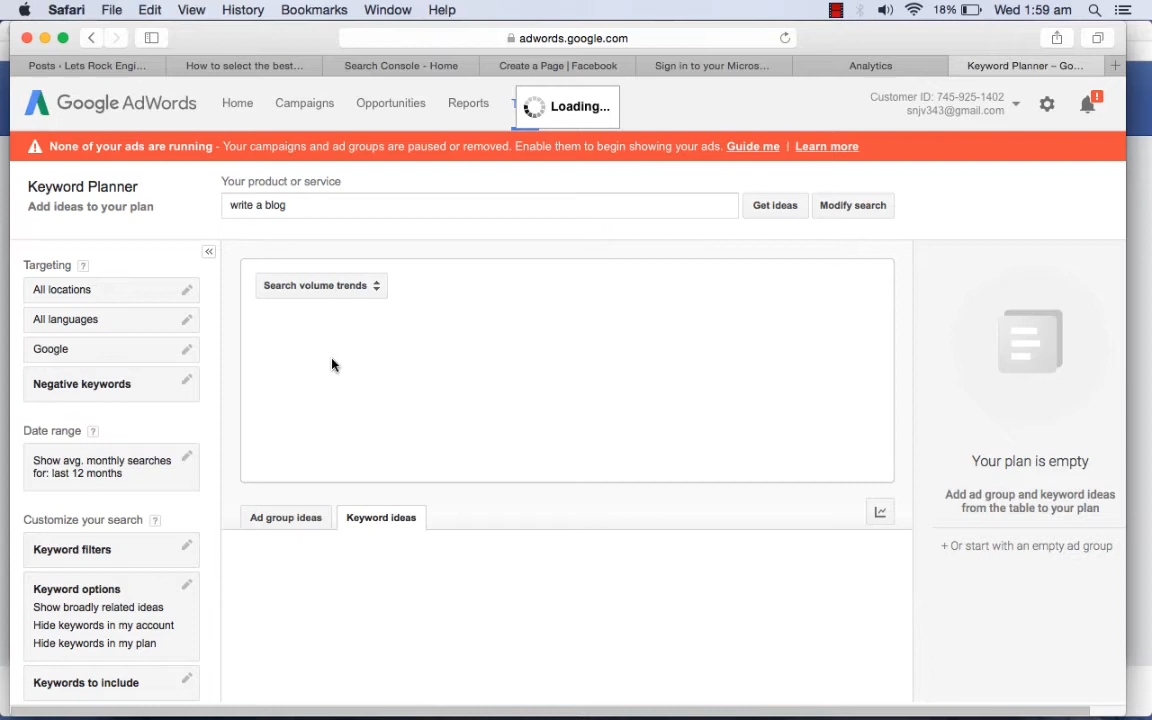 Safari File Edit View History Bookmarks Window Help 18% Wed 1:59 am
adwords.google.com
Posts ‹ Lets Rock Engi... How to select the best... Search Console - Home Create a Page | Facebook Sign in to your Micros... Analytics Keyword Planner – Go...
Google AdWords Home Campaigns Opportunities Reports Loading... Customer ID: 745-925-1402
snjv343@gmail.com
None of your ads are running - Your campaigns and ad groups are paused or removed. Enable them to begin showing your ads. Guide me | Learn more
Keyword Planner
Add ideas to your plan
Your product or service
write a blog
Get ideas
Modify search
Targeting ?
All locations
All languages
Google
Negative keywords
Date range ?
Show avg. monthly searches
for: last 12 months
Customize your search ?
Keyword filters
Keyword options
Show broadly related ideas
Hide keywords in my account
Hide keywords in my plan
Keywords to include
Search volume trends
Ad group ideas
Keyword ideas
Your plan is empty
Add ad group and keyword ideas
from the table to your plan
+ Or start with an empty ad group